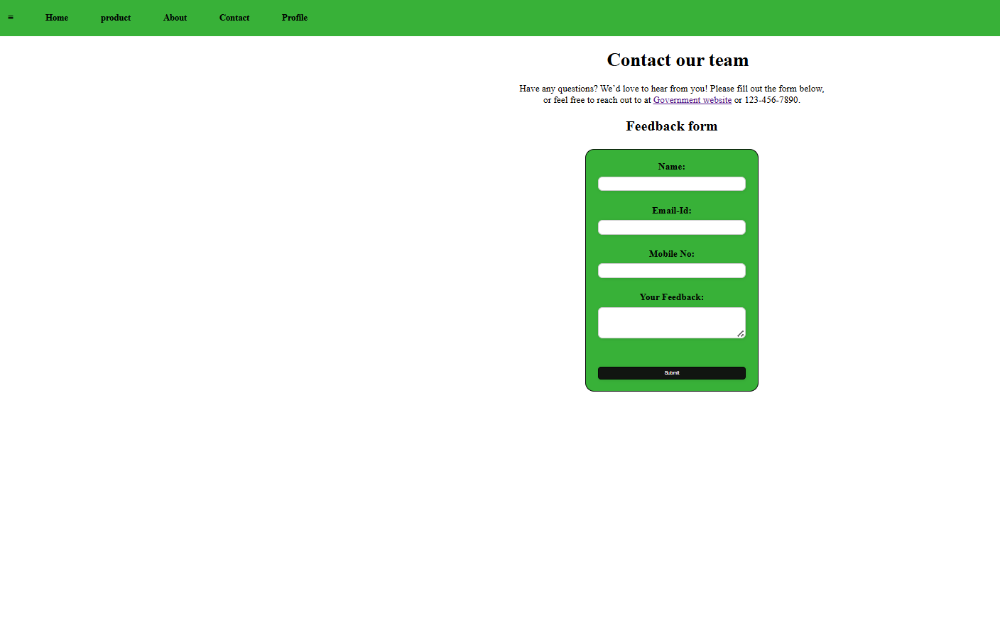 ≡ Home product About Contact Profile
Contact our team
Have any questions? We’d love to hear from you! Please fill out the form below,
or feel free to reach out to at Government website or 123-456-7890.
Feedback form
Name:
Email-Id:
Mobile No:
Your Feedback:
Submit